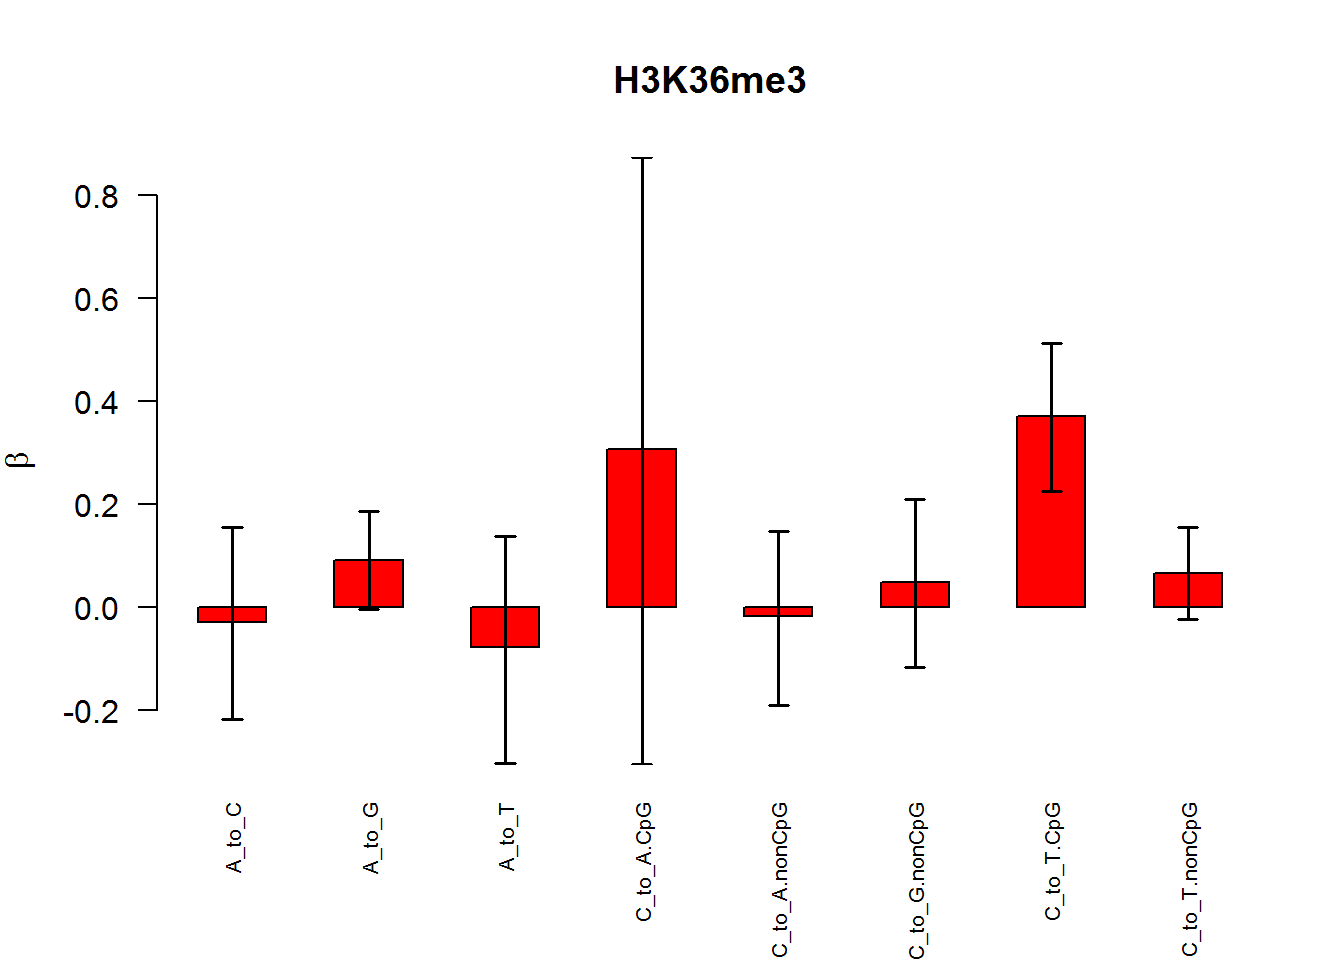 H3K36me3
0.8
0.6
0.4
0.2
0.0
-0.2
β
A_to_C
A_to_G
A_to_T
C_to_A.CpG
C_to_A.nonCpG
C_to_G.nonCpG
C_to_T.CpG
C_to_T.nonCpG